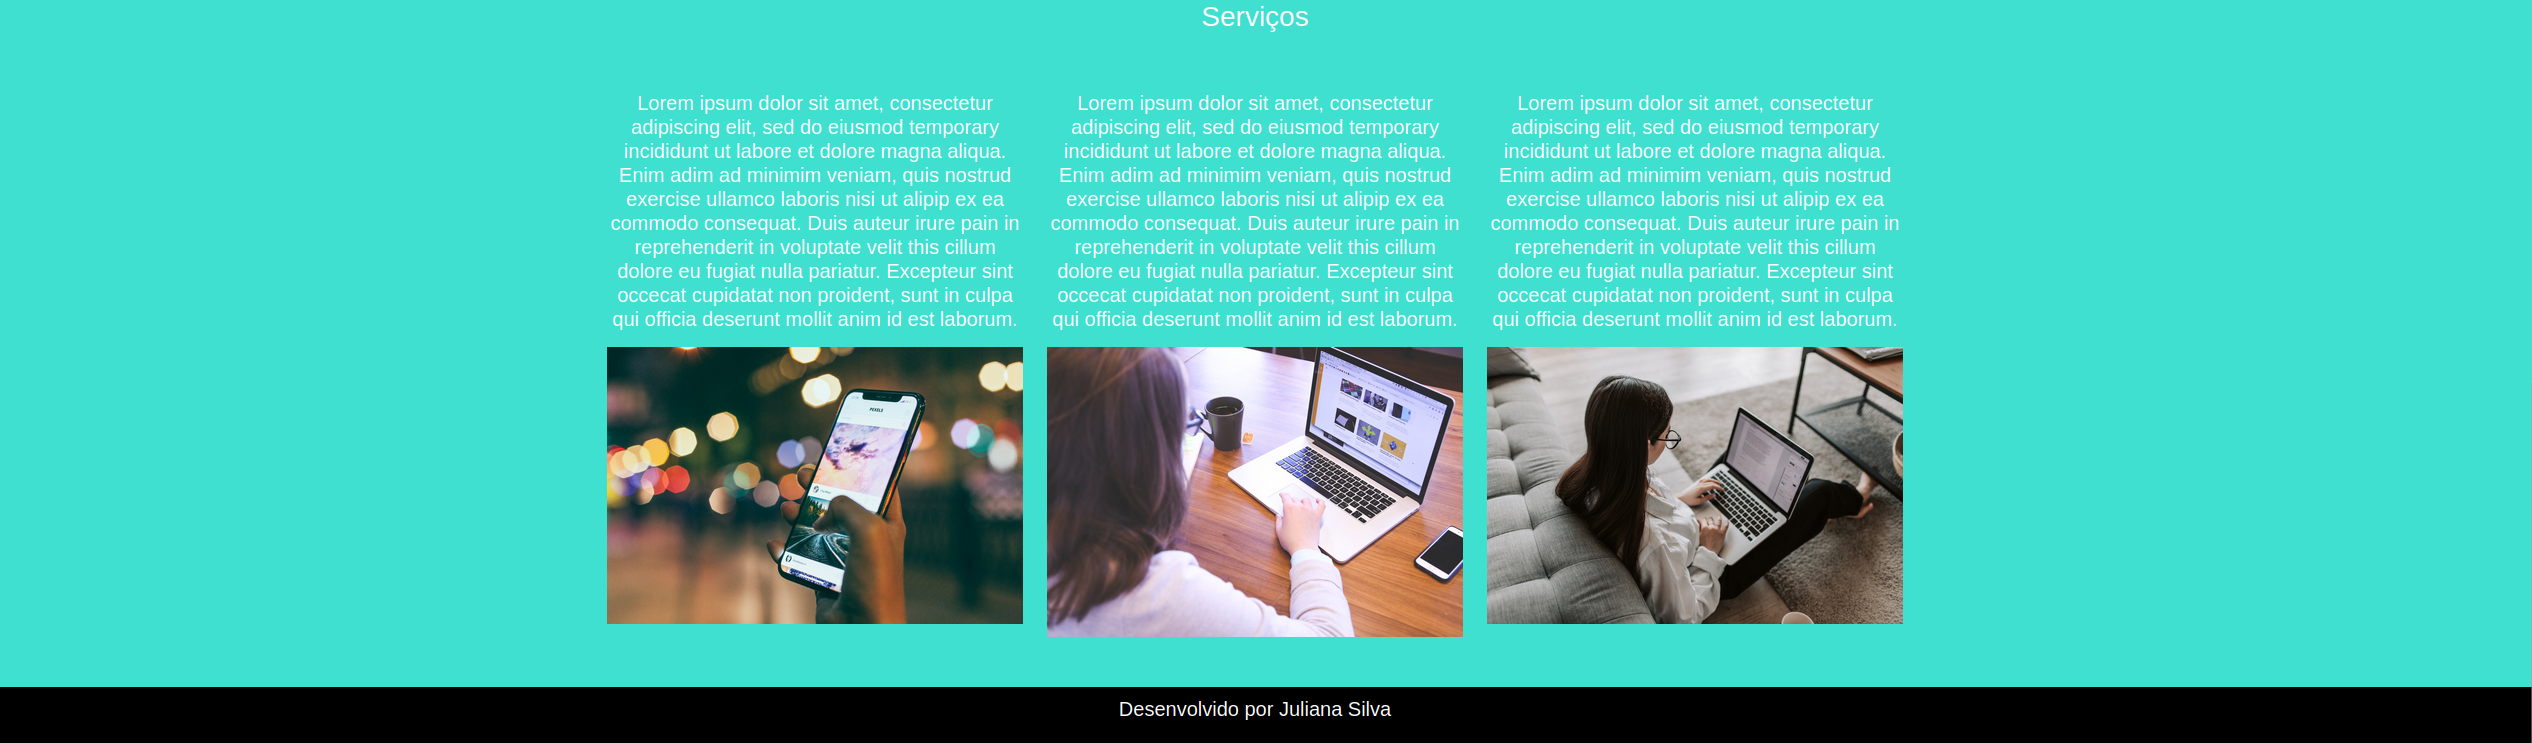 Serviços
Lorem ipsum dolor sit amet, consectetur
adipiscing elit, sed do eiusmod temporary
incididunt ut labore et dolore magna aliqua.
Enim adim ad minimim veniam, quis nostrud
exercise ullamco laboris nisi ut alipip ex ea
commodo consequat. Duis auteur irure pain in
reprehenderit in voluptate velit this cillum
dolore eu fugiat nulla pariatur. Excepteur sint
occecat cupidatat non proident, sunt in culpa
qui officia deserunt mollit anim id est laborum.
Lorem ipsum dolor sit amet, consectetur
adipiscing elit, sed do eiusmod temporary
incididunt ut labore et dolore magna aliqua.
Enim adim ad minimim veniam, quis nostrud
exercise ullamco laboris nisi ut alipip ex ea
commodo consequat. Duis auteur irure pain in
reprehenderit in voluptate velit this cillum
dolore eu fugiat nulla pariatur. Excepteur sint
occecat cupidatat non proident, sunt in culpa
qui officia deserunt mollit anim id est laborum.
Lorem ipsum dolor sit amet, consectetur
adipiscing elit, sed do eiusmod temporary
incididunt ut labore et dolore magna aliqua.
Enim adim ad minimim veniam, quis nostrud
exercise ullamco laboris nisi ut alipip ex ea
commodo consequat. Duis auteur irure pain in
reprehenderit in voluptate velit this cillum
dolore eu fugiat nulla pariatur. Excepteur sint
occecat cupidatat non proident, sunt in culpa
qui officia deserunt mollit anim id est laborum.
PEXELS
Desenvolvido por Juliana Silva